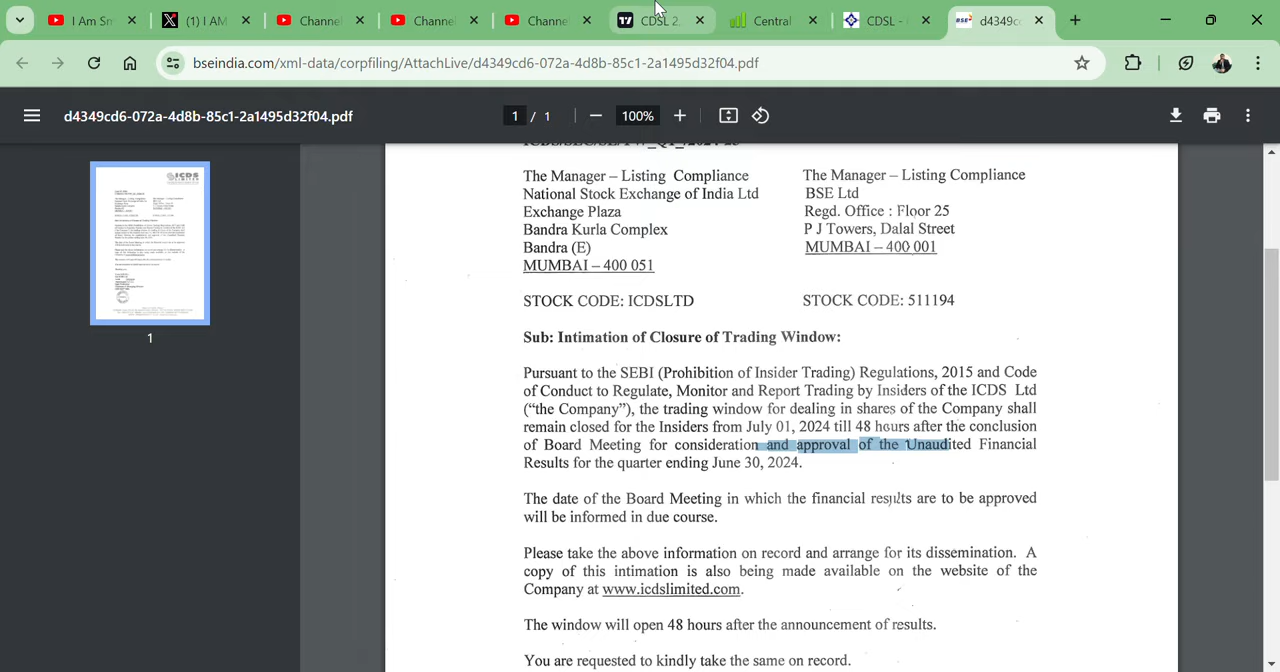 I Am Sn
(1) I AM
Channel
Channel
Channel
CDSL 2.
Central
CDSL -
BSE
d4349c
bseindia.com/xml-data/corpfiling/AttachLive/d4349cd6-072a-4d8b-85c1-2a1495d32f04.pdf
d4349cd6-072a-4d8b-85c1-2a1495d32f04.pdf
1 / 1
100%
ICDS LIMITED
1
The Manager – Listing Compliance
National Stock Exchange of India Ltd
Exchange Plaza
Bandra Kurla Complex
Bandra (E)
MUMBAI – 400 051
The Manager – Listing Compliance
BSE Ltd
Regd. Office : Floor 25
P J Towers, Dalal Street
MUMBAI – 400 001
STOCK CODE: ICDSLTD
STOCK CODE: 511194
Sub: Intimation of Closure of Trading Window:
Pursuant to the SEBI (Prohibition of Insider Trading) Regulations, 2015 and Code
of Conduct to Regulate, Monitor and Report Trading by Insiders of the ICDS Ltd
(“the Company”), the trading window for dealing in shares of the Company shall
remain closed for the Insiders from July 01, 2024 till 48 hours after the conclusion
of Board Meeting for consideration and approval of the Unaudited Financial
Results for the quarter ending June 30, 2024.
The date of the Board Meeting in which the financial results are to be approved
will be informed in due course.
Please take the above information on record and arrange for its dissemination. A
copy of this intimation is also being made available on the website of the
Company at www.icdslimited.com.
The window will open 48 hours after the announcement of results.
You are requested to kindly take the same on record.